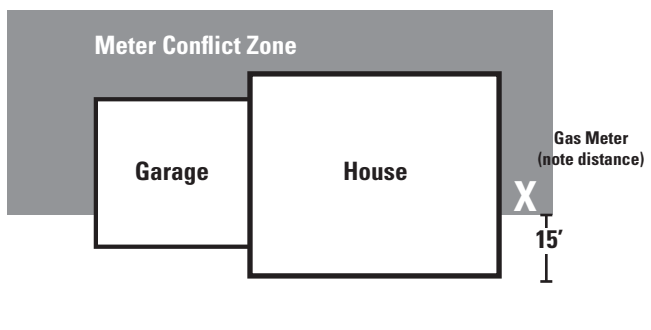 Meter Conflict Zone
Gas Meter
(note distance)
Garage
House
X
15’